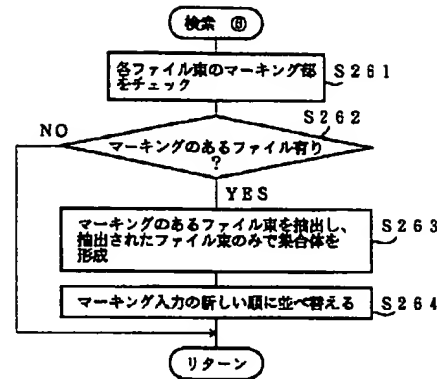 検索 ⑧
各ファイル束のマーキング部
をチェック
S261
S262
NO
マーキングのあるファイル有り
?
YES
マーキングのあるファイル束を抽出し、
抽出されたファイル束のみで集合体を
形成
S263
マーキング入力の新しい順に並べ替える
S264
リターン